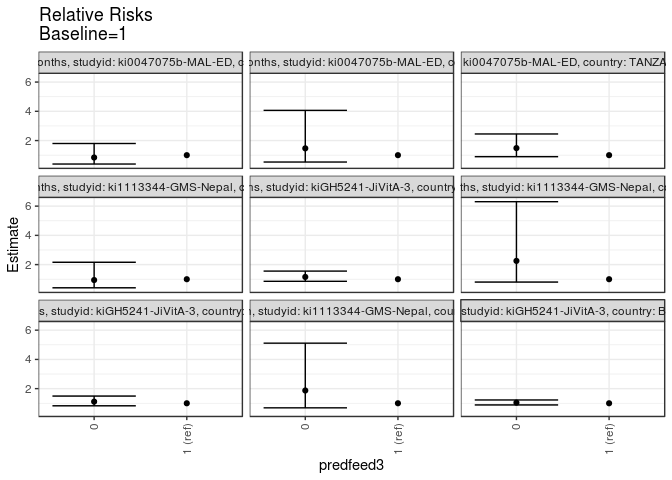 Relative Risks
Baseline=1
onths, studyid: ki0047075b-MAL-ED, c
onths, studyid: ki0047075b-MAL-ED, c
ki0047075b-MAL-ED, country: TANZA
6
4
2
nths, studyid: ki1113344-GMS-Nepal, c
ths, studyid: kiGH5241-JiVitA-3, country
ths, studyid: ki1113344-GMS-Nepal, co
6
4
2
Estimate
s, studyid: kiGH5241-JiVitA-3, country:
n, studyid: ki1113344-GMS-Nepal, cou
studyid: kiGH5241-JiVitA-3, country: B
6
4
2
0
1 (ref)
0
1 (ref)
0
1 (ref)
predfeed3